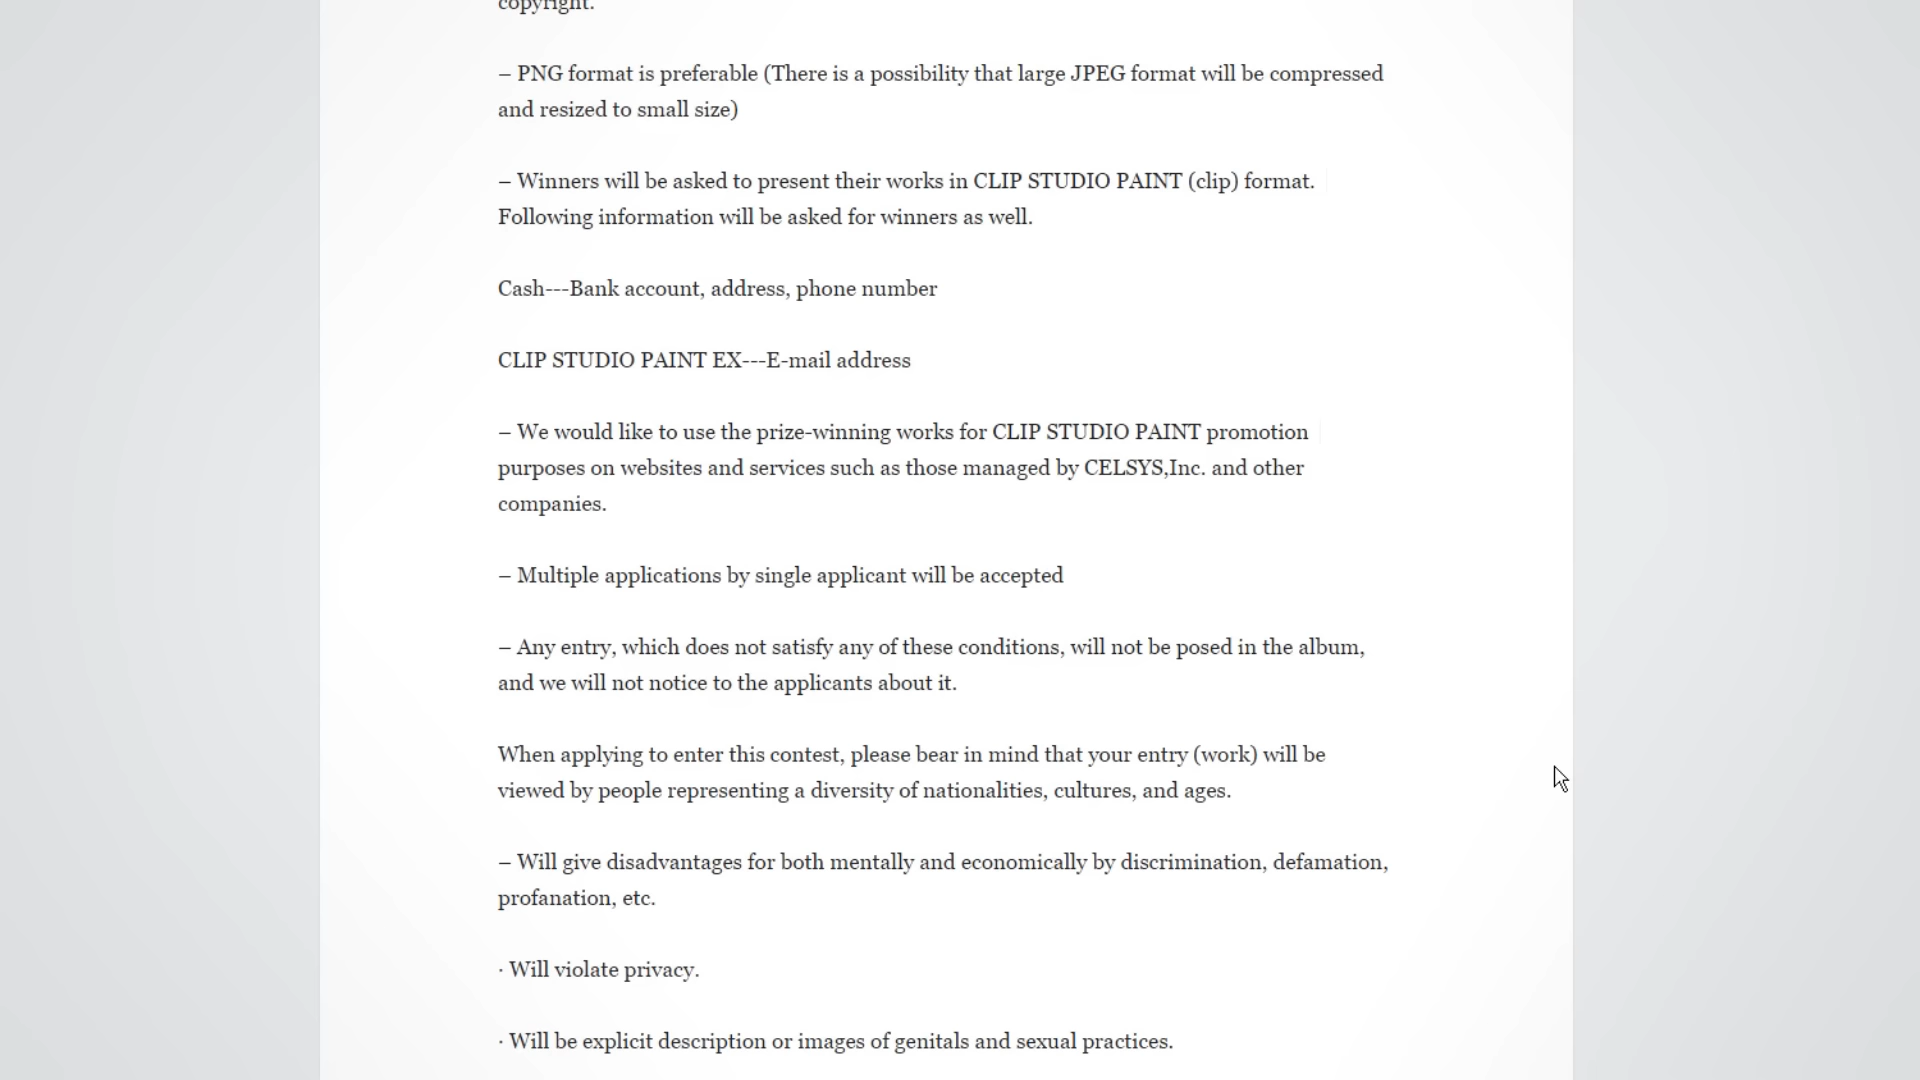 copyright.
– PNG format is preferable (There is a possibility that large JPEG format will be compressed
and resized to small size)
– Winners will be asked to present their works in CLIP STUDIO PAINT (clip) format.
Following information will be asked for winners as well.
Cash---Bank account, address, phone number
CLIP STUDIO PAINT EX---E-mail address
– We would like to use the prize-winning works for CLIP STUDIO PAINT promotion
purposes on websites and services such as those managed by CELSYS,Inc. and other
companies.
– Multiple applications by single applicant will be accepted
– Any entry, which does not satisfy any of these conditions, will not be posed in the album,
and we will not notice to the applicants about it.
When applying to enter this contest, please bear in mind that your entry (work) will be
viewed by people representing a diversity of nationalities, cultures, and ages.
– Will give disadvantages for both mentally and economically by discrimination, defamation,
profanation, etc.
· Will violate privacy.
· Will be explicit description or images of genitals and sexual practices.